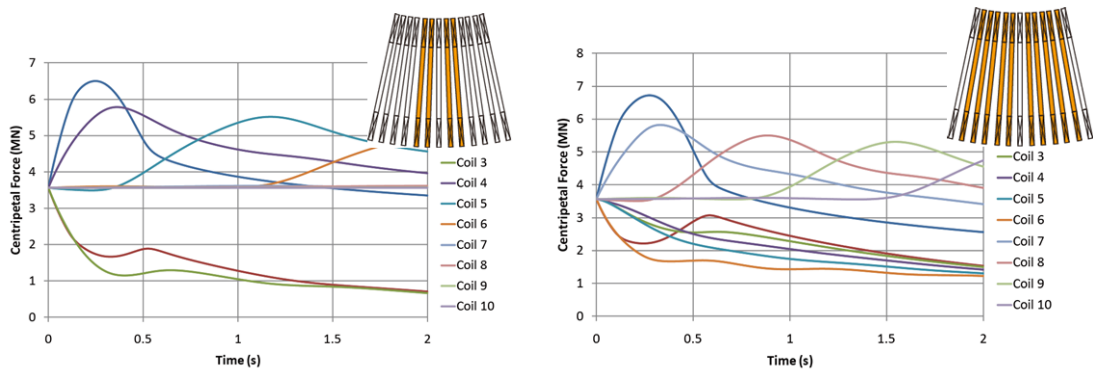 7
6
5
4
3
2
1
0
Centripetal Force (MN)
0
0.5
1
1.5
2
Time (s)
Coil 3
Coil 4
Coil 5
Coil 6
Coil 7
Coil 8
Coil 9
Coil 10
8
7
6
5
4
3
2
1
0
Centripetal Force (MN)
0
0.5
1
1.5
2
Time (s)
Coil 3
Coil 4
Coil 5
Coil 6
Coil 7
Coil 8
Coil 9
Coil 10